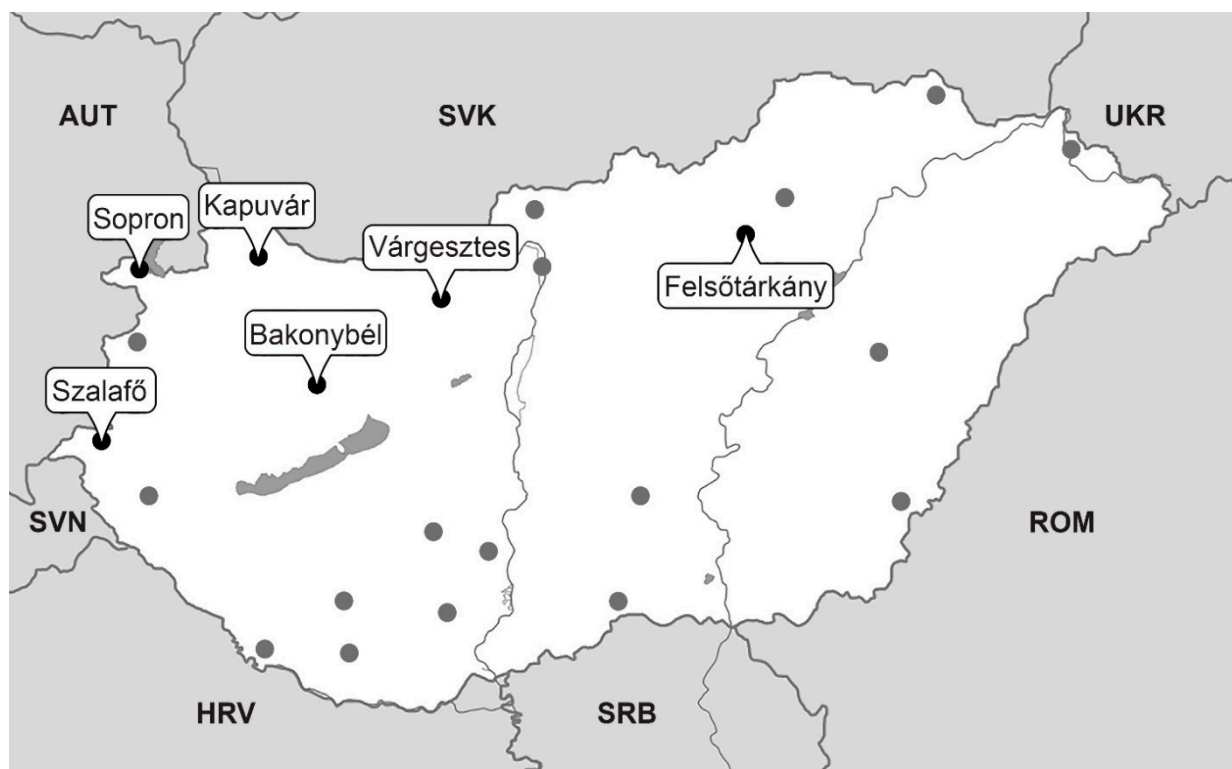 AUT
SVK
UKR
Sopron
Kapuvár
Várgesztes
Felsőtárkány
Bakonybél
Szalafő
SVN
ROM
HRV
SRB